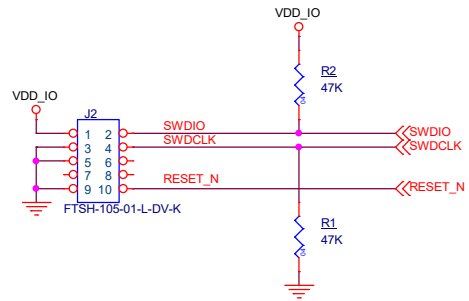 VDD_IO
R2
47K
VDD_IO
J2
1 2 SWDIO SWDIO
3 4 SWDCLK SWDCLK
5 6
7 8
9 10 RESET_N RESET_N
FTSH-105-01-L-DV-K
R1
47K